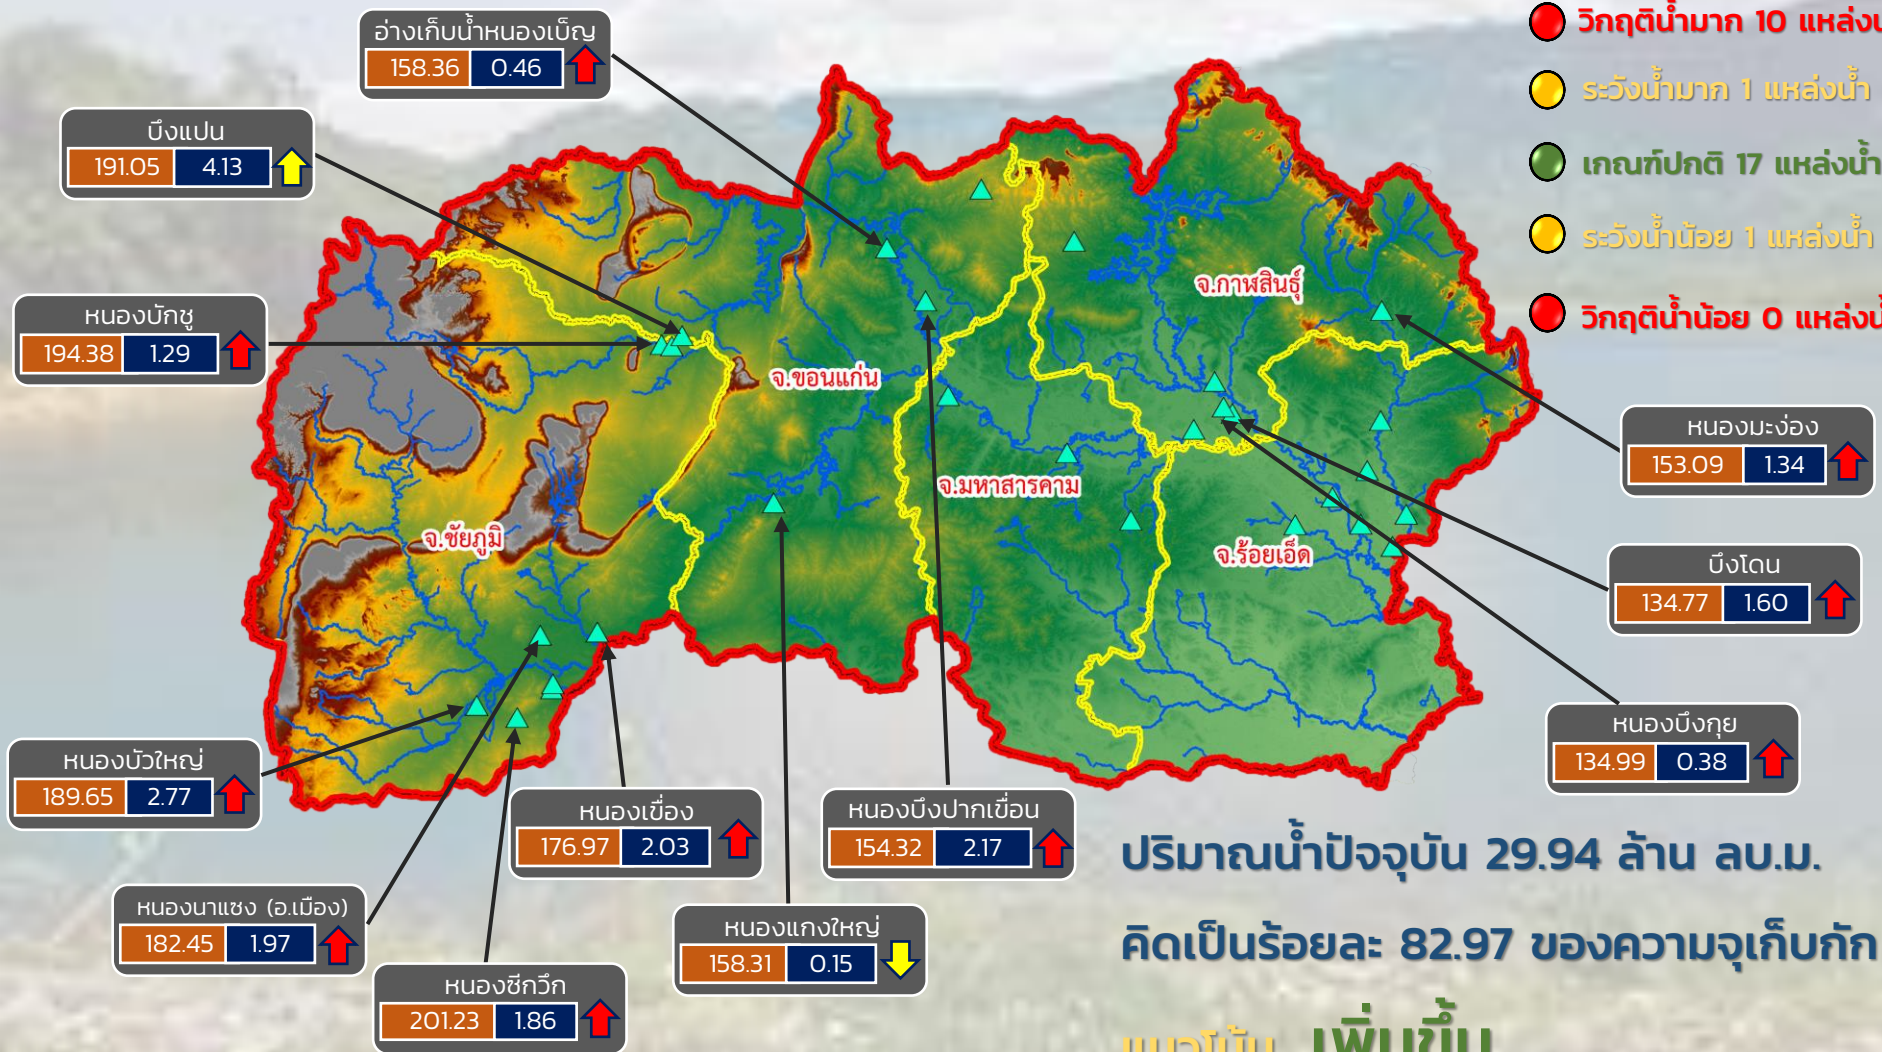 วิกฤติน้ำมาก 10 แหล่งน้ำ
ระวังน้ำมาก 1 แหล่งน้ำ
เกณฑ์ปกติ 17 แหล่งน้ำ
ระวังน้ำน้อย 1 แหล่งน้ำ
วิกฤติน้ำน้อย 0 แหล่งน้ำ
อ่างเก็บน้ำหนองเบ็ญ
158.36 0.46
บึงแปน
191.05 4.13
หนองบักซู
194.38 1.29
จ.กาฬสินธุ์
จ.ขอนแก่น
จ.มหาสารคาม
จ.ชัยภูมิ
จ.ร้อยเอ็ด
หนองมะง่อง
153.09 1.34
บึงโดน
134.77 1.60
หนองบึงกุย
134.99 0.38
หนองบัวใหญ่
189.65 2.77
หนองเขื่อง
176.97 2.03
หนองบึงปากเขื่อน
154.32 2.17
หนองนาแซง (อ.เมือง)
182.45 1.97
หนองแกงใหญ่
158.31 0.15
หนองซีกวึก
201.23 1.86
ปริมาณน้ำปัจจุบัน 29.94 ล้าน ลบ.ม.
คิดเป็นร้อยละ 82.97 ของความจุเก็บกัก
แนวโน้ม เพิ่มขึ้น